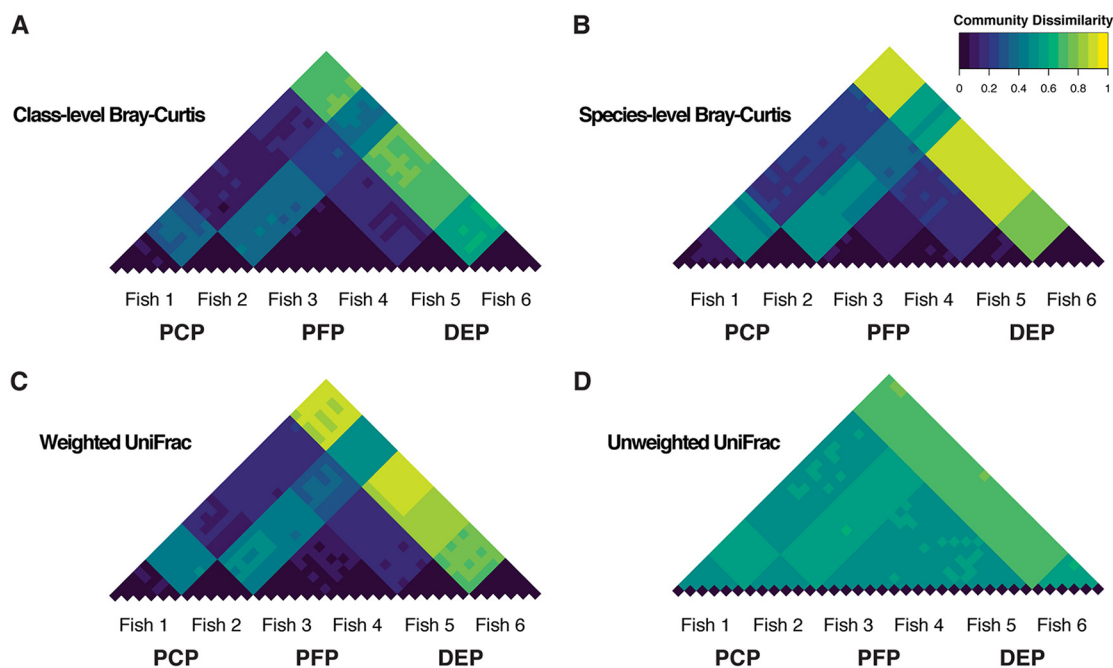 A
Class-level Bray-Curtis
Fish 1 Fish 2 Fish 3 Fish 4 Fish 5 Fish 6
PCP PFP DEP
B
Community Dissimilarity
0 0.2 0.4 0.6 0.8 1
Species-level Bray-Curtis
Fish 1 Fish 2 Fish 3 Fish 4 Fish 5 Fish 6
PCP PFP DEP
C
Weighted UniFrac
Fish 1 Fish 2 Fish 3 Fish 4 Fish 5 Fish 6
PCP PFP DEP
D
Unweighted UniFrac
Fish 1 Fish 2 Fish 3 Fish 4 Fish 5 Fish 6
PCP PFP DEP